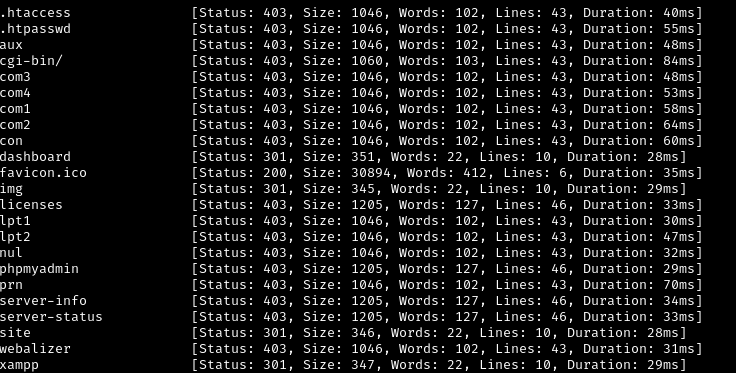 .htaccess [Status: 403, Size: 1046, Words: 102, Lines: 43, Duration: 40ms]
.htpasswd [Status: 403, Size: 1046, Words: 102, Lines: 43, Duration: 55ms]
aux [Status: 403, Size: 1046, Words: 102, Lines: 43, Duration: 48ms]
cgi-bin/ [Status: 403, Size: 1060, Words: 103, Lines: 43, Duration: 84ms]
com3 [Status: 403, Size: 1046, Words: 102, Lines: 43, Duration: 48ms]
com4 [Status: 403, Size: 1046, Words: 102, Lines: 43, Duration: 53ms]
com1 [Status: 403, Size: 1046, Words: 102, Lines: 43, Duration: 58ms]
com2 [Status: 403, Size: 1046, Words: 102, Lines: 43, Duration: 64ms]
con [Status: 403, Size: 1046, Words: 102, Lines: 43, Duration: 60ms]
dashboard [Status: 301, Size: 351, Words: 22, Lines: 10, Duration: 28ms]
favicon.ico [Status: 200, Size: 30894, Words: 412, Lines: 6, Duration: 35ms]
img [Status: 301, Size: 345, Words: 22, Lines: 10, Duration: 29ms]
licenses [Status: 403, Size: 1205, Words: 127, Lines: 46, Duration: 33ms]
lpt1 [Status: 403, Size: 1046, Words: 102, Lines: 43, Duration: 30ms]
lpt2 [Status: 403, Size: 1046, Words: 102, Lines: 43, Duration: 47ms]
nul [Status: 403, Size: 1046, Words: 102, Lines: 43, Duration: 32ms]
phpmyadmin [Status: 403, Size: 1205, Words: 127, Lines: 46, Duration: 29ms]
prn [Status: 403, Size: 1046, Words: 102, Lines: 43, Duration: 70ms]
server-info [Status: 403, Size: 1205, Words: 127, Lines: 46, Duration: 34ms]
server-status [Status: 403, Size: 1205, Words: 127, Lines: 46, Duration: 33ms]
site [Status: 301, Size: 346, Words: 22, Lines: 10, Duration: 28ms]
webalizer [Status: 403, Size: 1046, Words: 102, Lines: 43, Duration: 31ms]
xampp [Status: 301, Size: 347, Words: 22, Lines: 10, Duration: 29ms]